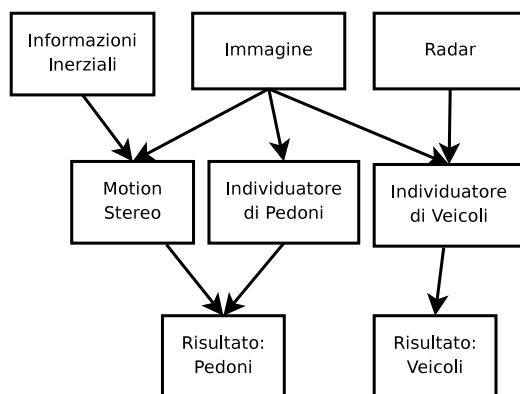 Informazioni
Inerziali
Immagine
Radar
Motion
Stereo
Individuatore
di Pedoni
Individuatore
di Veicoli
Risultato:
Pedoni
Risultato:
Veicoli